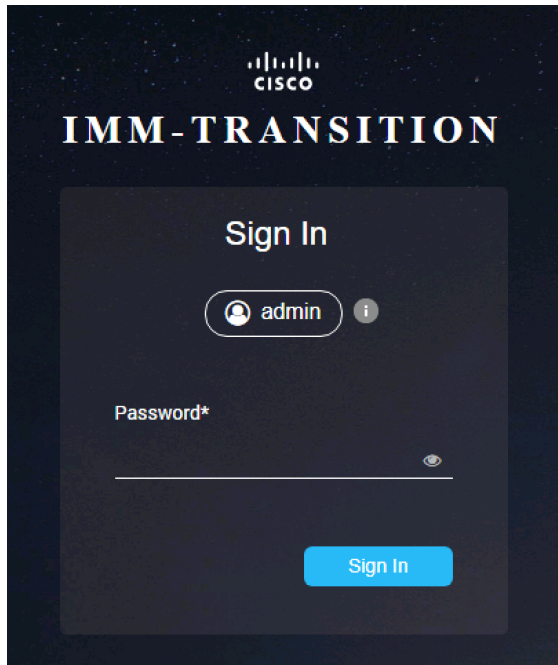 CISCO
IMM-TRANSITION
Sign In
admin
Password*
Sign In